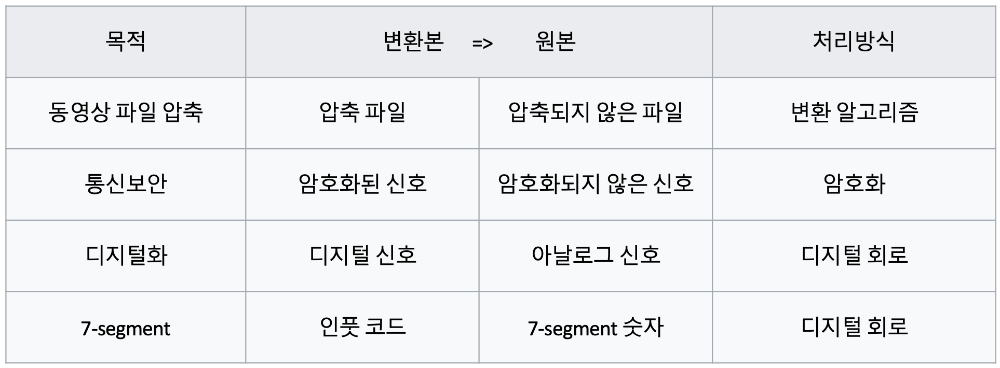 목적 변환본 => 원본 처리방식
동영상 파일 압축 압축 파일 압축되지 않은 파일 변환 알고리즘
통신보안 암호화된 신호 암호화되지 않은 신호 암호화
디지털화 디지털 신호 아날로그 신호 디지털 회로
7-segment 인풋 코드 7-segment 숫자 디지털 회로